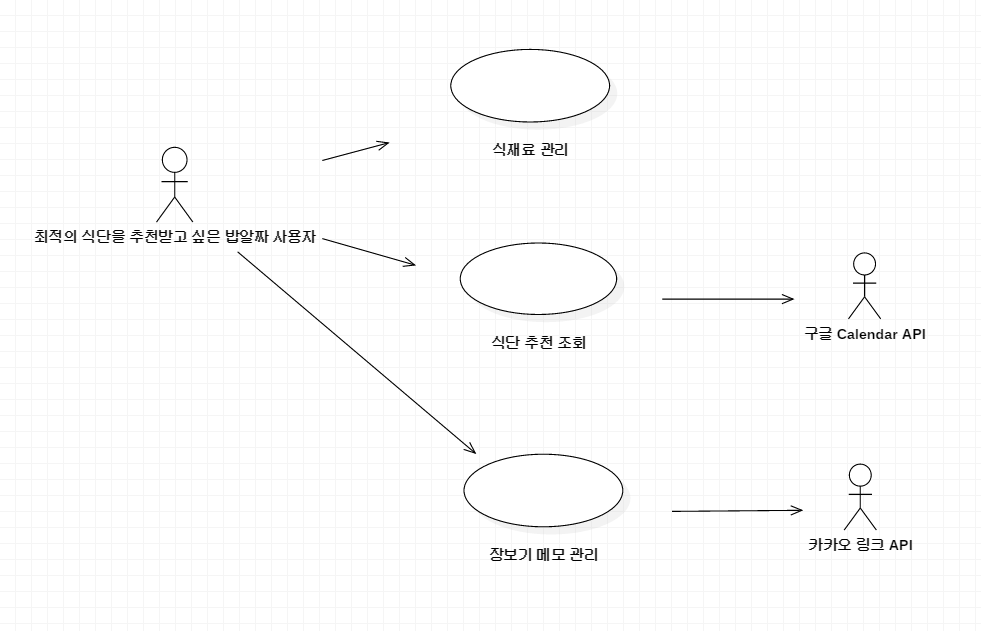 식재료 관리
최적의 식단을 추천받고 싶은 밥알짜 사용자
식단 추천 조회
구글 Calendar API
장보기 메모 관리
카카오 링크 API